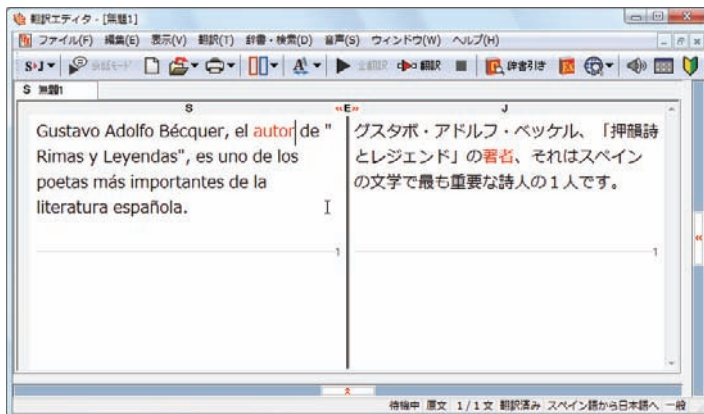 翻訳エディタ - [無題1]
ファイル(F) 編集(E) 表示(V) 翻訳(T) 辞書・検索(D) 音声(S) ウィンドウ(W) ヘルプ(H)
S▸J 全翻訳 翻訳 辞書引き
S 無題1
S «E» J
Gustavo Adolfo Bécquer, el autor de "
Rimas y Leyendas", es uno de los
poetas más importantes de la
literatura española.
1
グスタボ・アドルフ・ベッケル、「押韻詩
とレジェンド」の著者、それはスペイン
の文学で最も重要な詩人の1人です。
1
待機中 原文 1/1文 翻訳済み スペイン語から日本語へ 一般